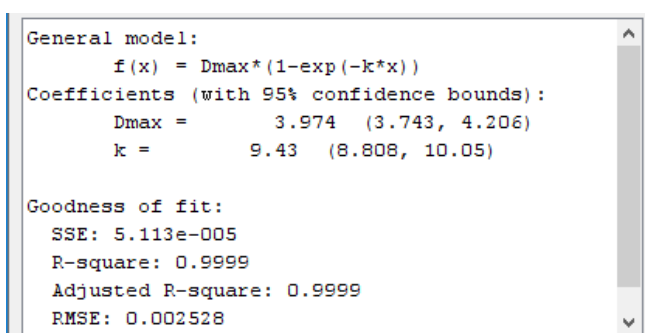 General model:
f(x) = Dmax*(1-exp(-k*x))
Coefficients (with 95% confidence bounds):
Dmax = 3.974 (3.743, 4.206)
k = 9.43 (8.808, 10.05)
Goodness of fit:
SSE: 5.113e-005
R-square: 0.9999
Adjusted R-square: 0.9999
RMSE: 0.002528